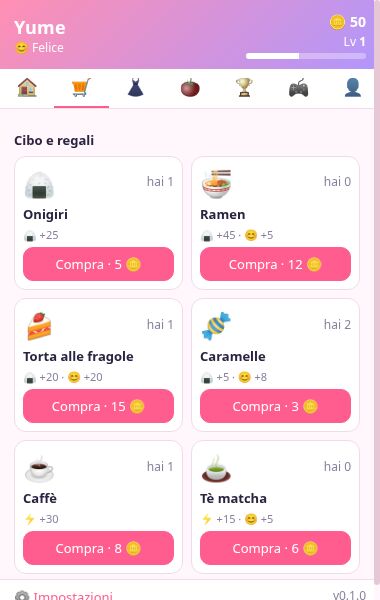 Yume
50
Felice
Lv 1
Cibo e regali
hai 1
Onigiri
+25
Compra · 5
hai 0
Ramen
+45 · +5
Compra · 12
hai 1
Torta alle fragole
+20 · +20
Compra · 15
hai 2
Caramelle
+5 · +8
Compra · 3
hai 1
Caffè
+30
Compra · 8
hai 0
Tè matcha
+15 · +5
Compra · 6
Impostazioni
v0.1.0